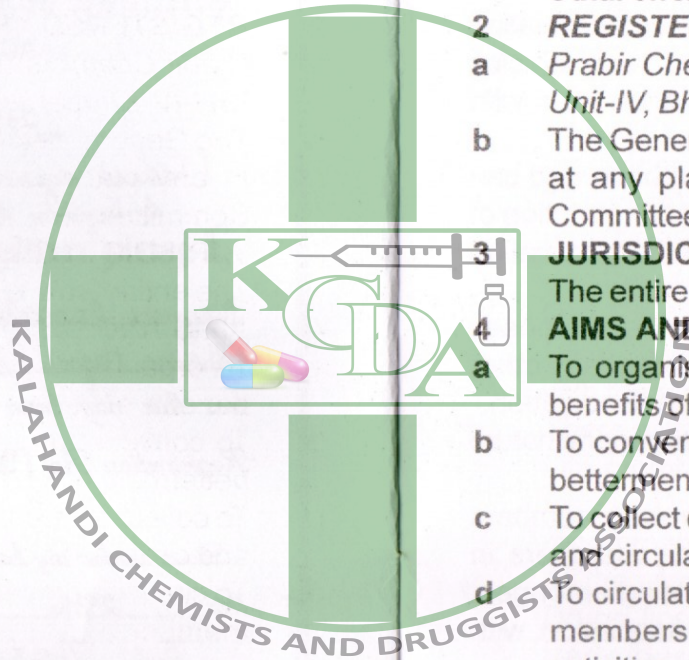 2 REGISTE
a Prabir Che
Unit-IV, Bh
b The Gene
at any pla
Committee
3 JURISDIC
The entire
4 AIMS AND
a To organis
benefits of
b To conven
betterment
c To collect
and circula
d To circulat
members
KCDA
KALAHANDI CHEMISTS AND DRUGGISTS ASSOCIATION